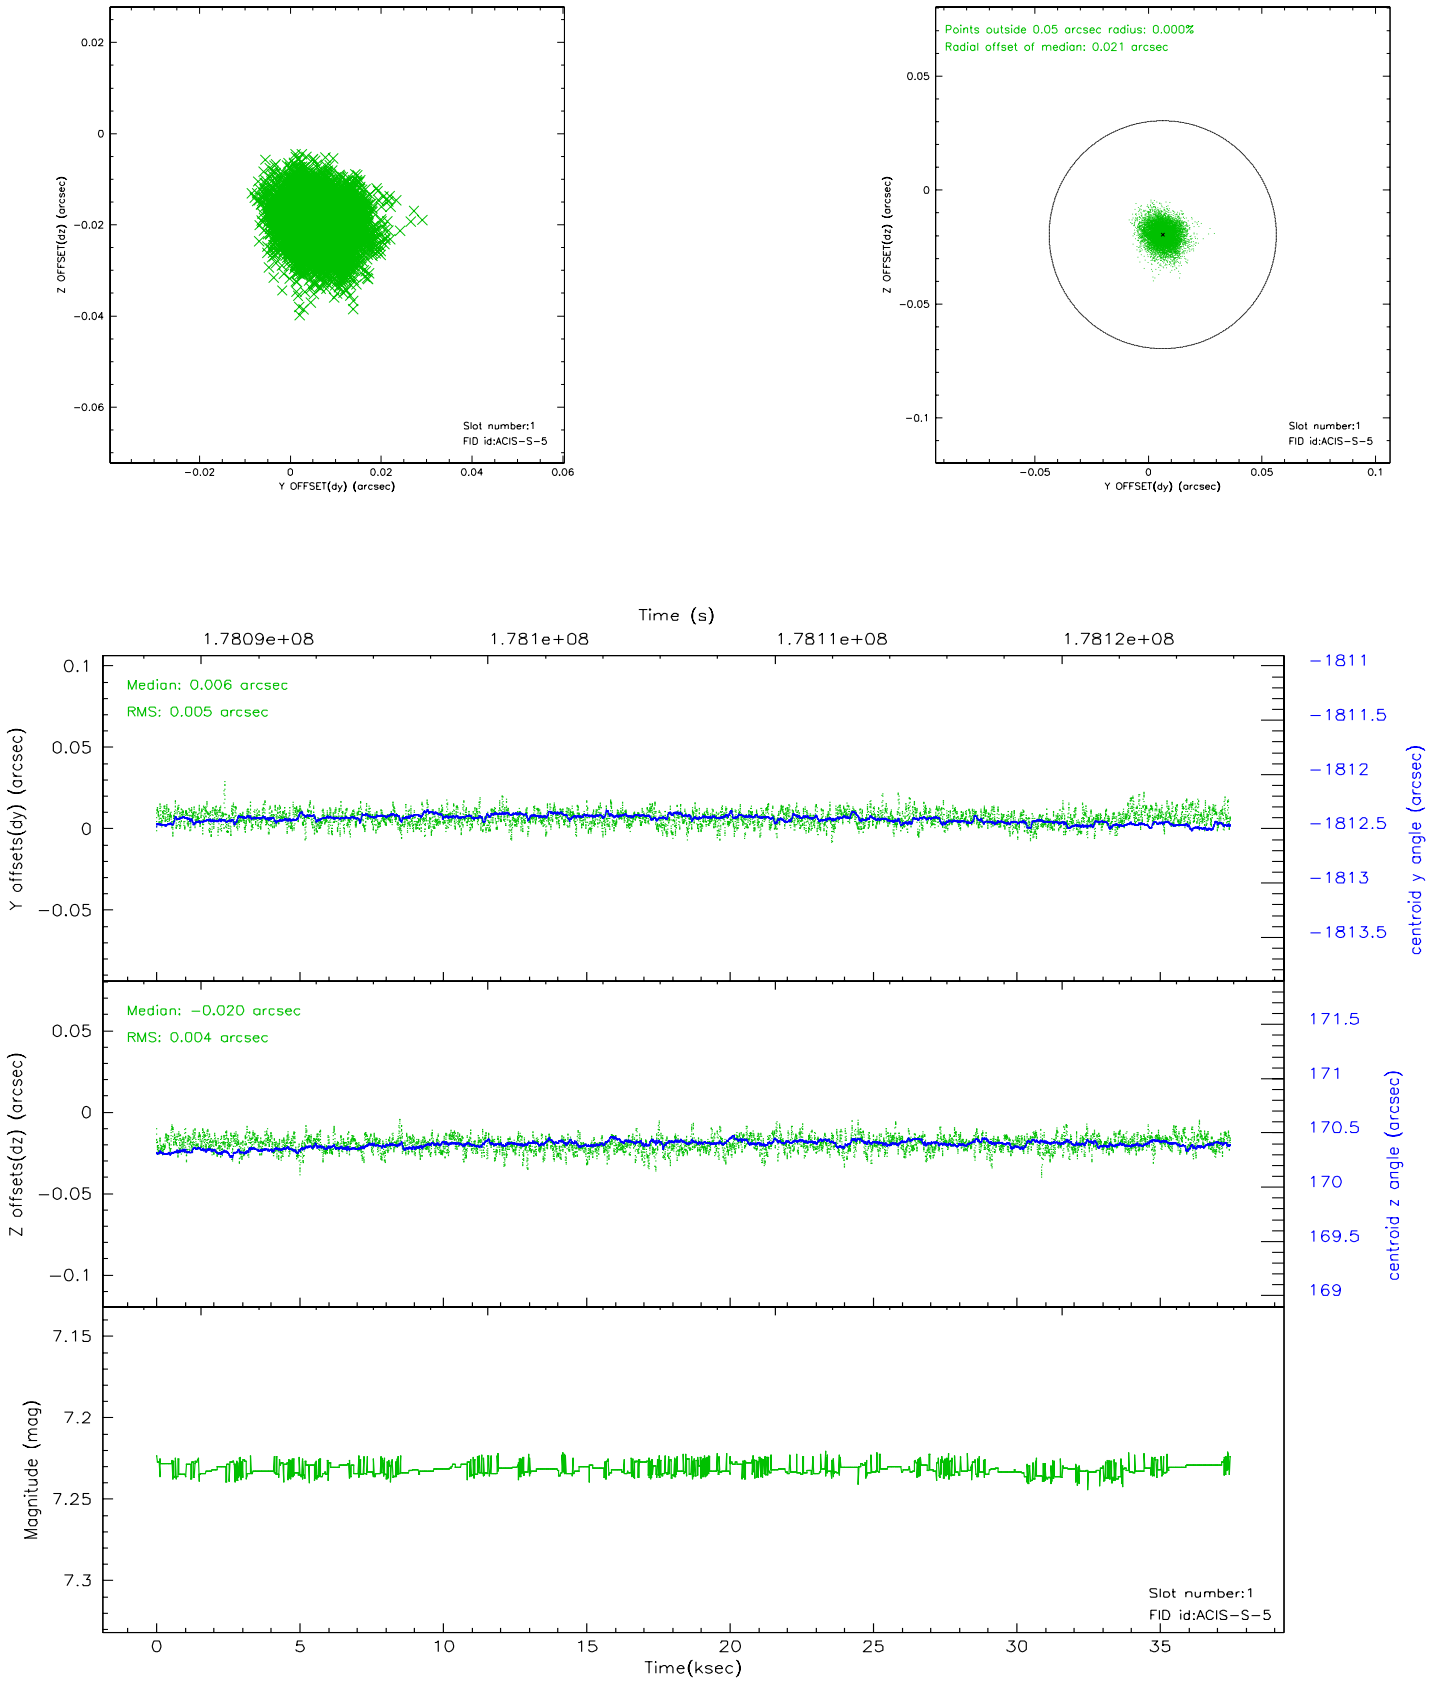 0.02
0
-0.02
-0.04
-0.06
Z OFFSET(dz) (arcsec)
Slot number:1
FID id:ACIS-S-5
-0.02 0 0.02 0.04 0.06
Y OFFSET(dy) (arcsec)
Points outside 0.05 arcsec radius: 0.000%
Radial offset of median: 0.021 arcsec
0.05
0
-0.05
-0.1
Z OFFSET(dz) (arcsec)
Slot number:1
FID id:ACIS-S-5
-0.05 0 0.05 0.1
Y OFFSET(dy) (arcsec)
Time (s)
1.7809e+08 1.781e+08 1.7811e+08 1.7812e+08
Median: 0.006 arcsec
RMS: 0.005 arcsec
0.1
0.05
0
-0.05
Y offsets(dy) (arcsec)
-1811
-1811.5
-1812
-1812.5
-1813
-1813.5
centroid y angle (arcsec)
Median: -0.020 arcsec
RMS: 0.004 arcsec
0.05
0
-0.05
-0.1
Z offsets(dz) (arcsec)
171.5
171
170.5
170
169.5
169
centroid z angle (arcsec)
7.15
7.2
7.25
7.3
Magnitude (mag)
Slot number:1
FID id:ACIS-S-5
0 5 10 15 20 25 30 35
Time(ksec)